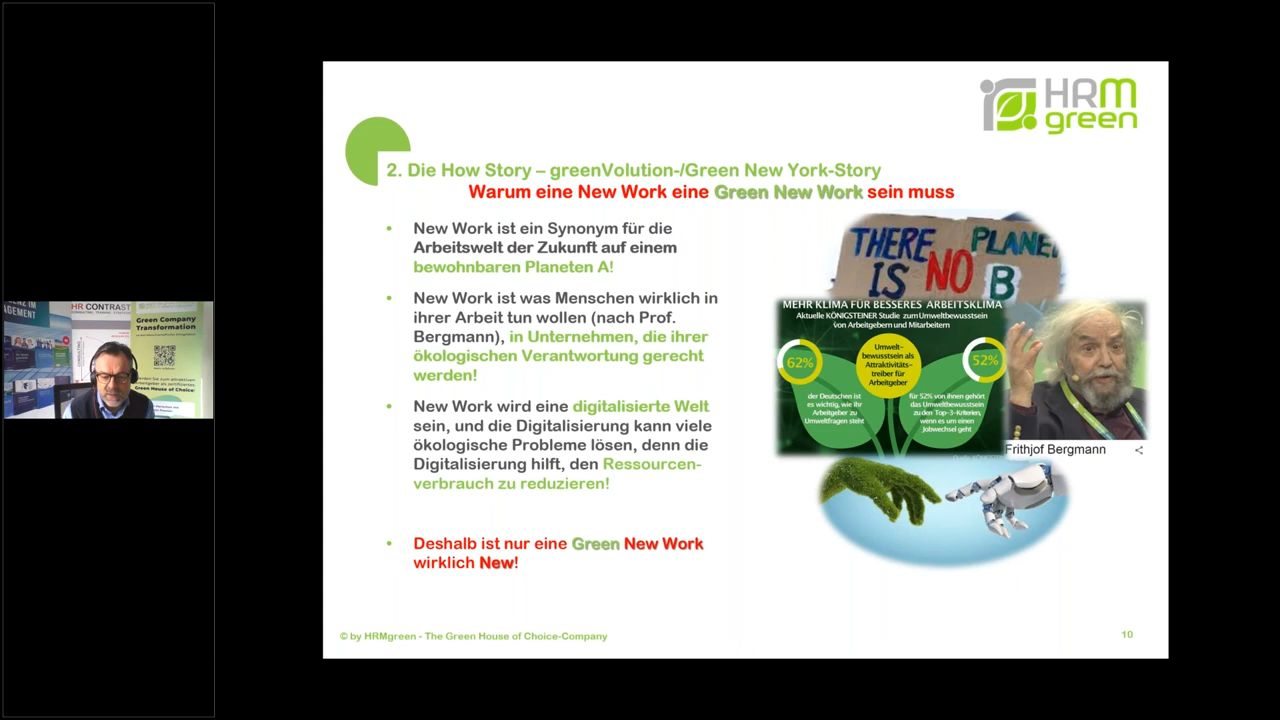 HRM
green
2. Die How Story – greenVolution-/Green New York-Story
Warum eine New Work eine Green New Work sein muss
• New Work ist ein Synonym für die
Arbeitswelt der Zukunft auf einem
bewohnbaren Planeten A!
• New Work ist was Menschen wirklich in
ihrer Arbeit tun wollen (nach Prof.
Bergmann), in Unternehmen, die ihrer
ökologischen Verantwortung gerecht
werden!
• New Work wird eine digitalisierte Welt
sein, und die Digitalisierung kann viele
ökologische Probleme lösen, denn die
Digitalisierung hilft, den Ressourcen-
verbrauch zu reduzieren!
• Deshalb ist nur eine Green New Work
wirklich New!
THERE PLANE
IS NO B
MEHR KLIMA FÜR BESSERES ARBEITSKLIMA
Aktuelle KÖNIGSTEINER Studie zum Umweltbewusstsein
von Arbeitgebern und Mitarbeitern
62%
Umwelt-
bewusstsein als
Attraktivitäts-
treiber für
Arbeitgeber
52%
der Deutschen ist
es wichtig, wie ihr
Arbeitgeber zu
Umweltfragen steht
für 52% von ihnen gehört
das Umweltbewusstsein
zu den Top-3-Kriterien,
wenn es um einen
Jobwechsel geht
Frithjof Bergmann
HR CONTRAST
Green Company
Transformation
Green House of Choice
© by HRMgreen - The Green House of Choice-Company
10